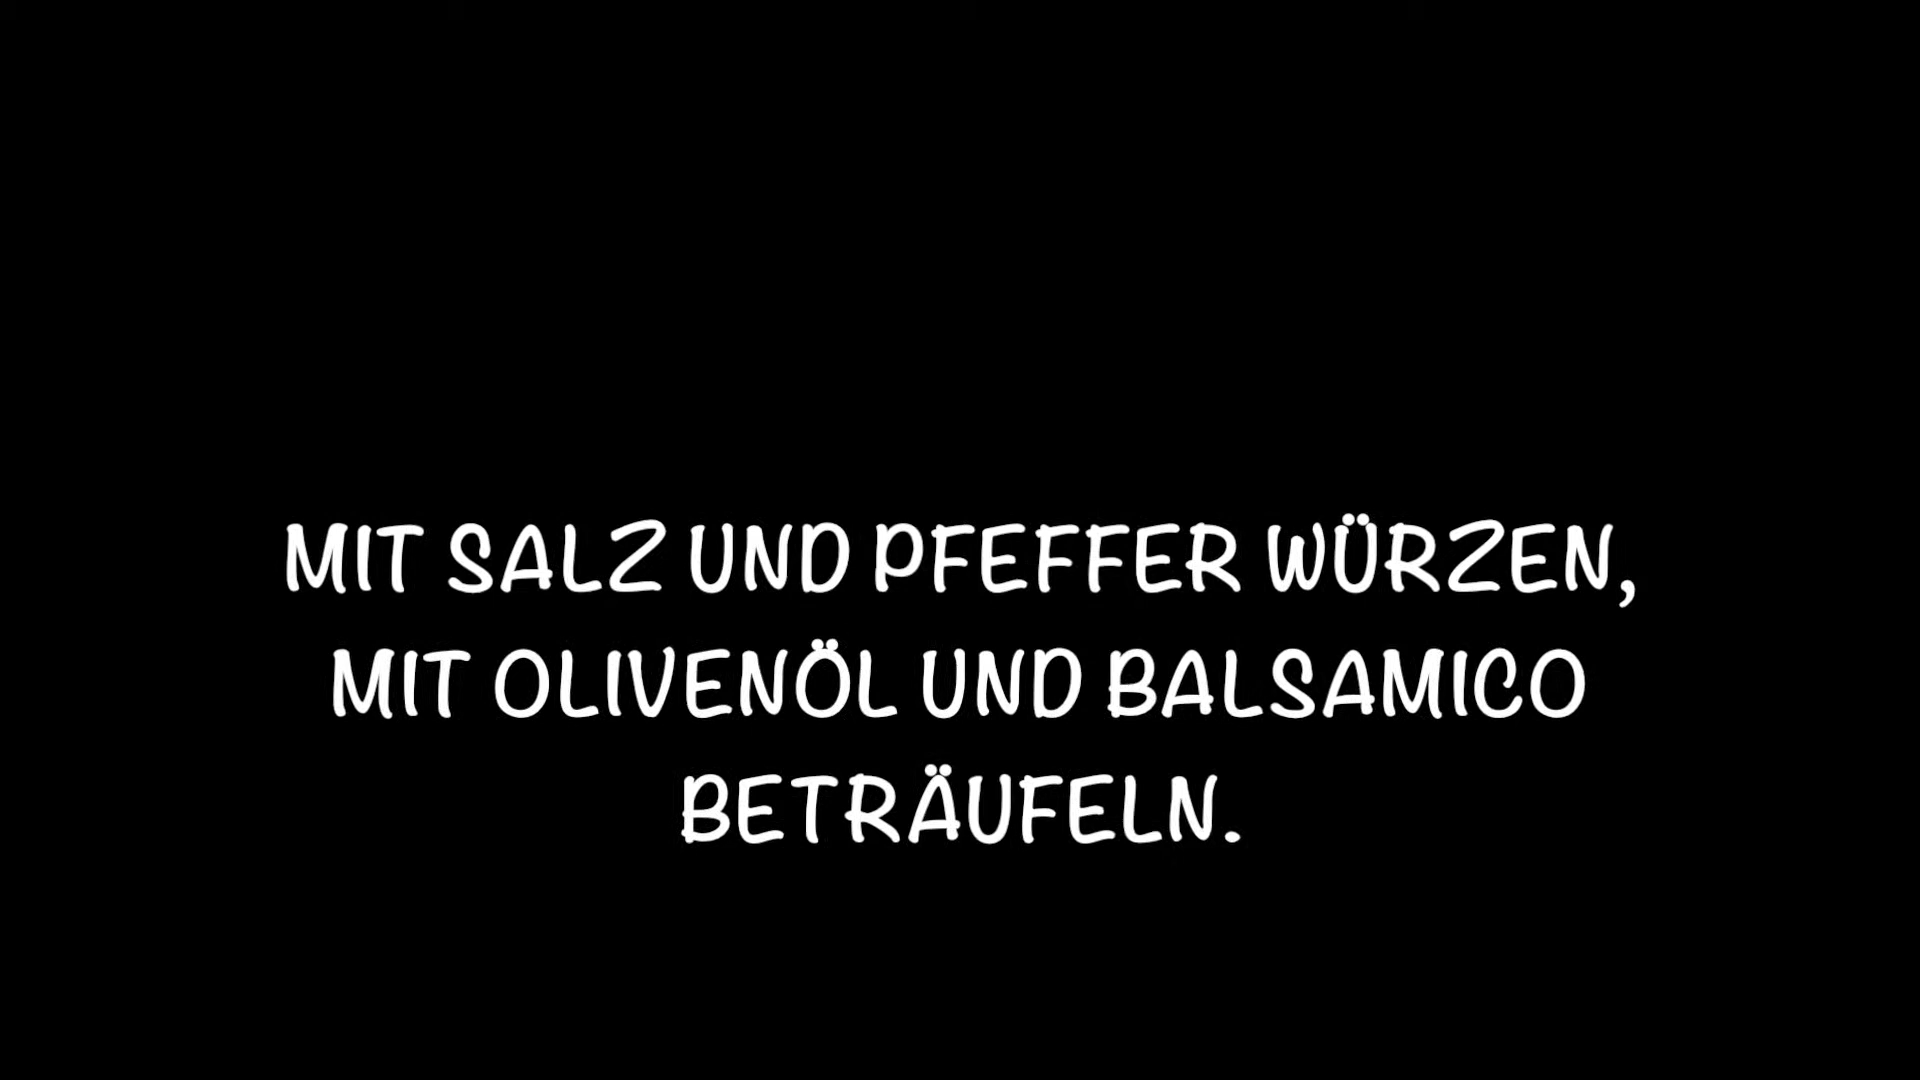 MIT SALZ UND PFEFFER WÜRZEN,
MIT OLIVENÖL UND BALSAMICO
BETRÄUFELN.